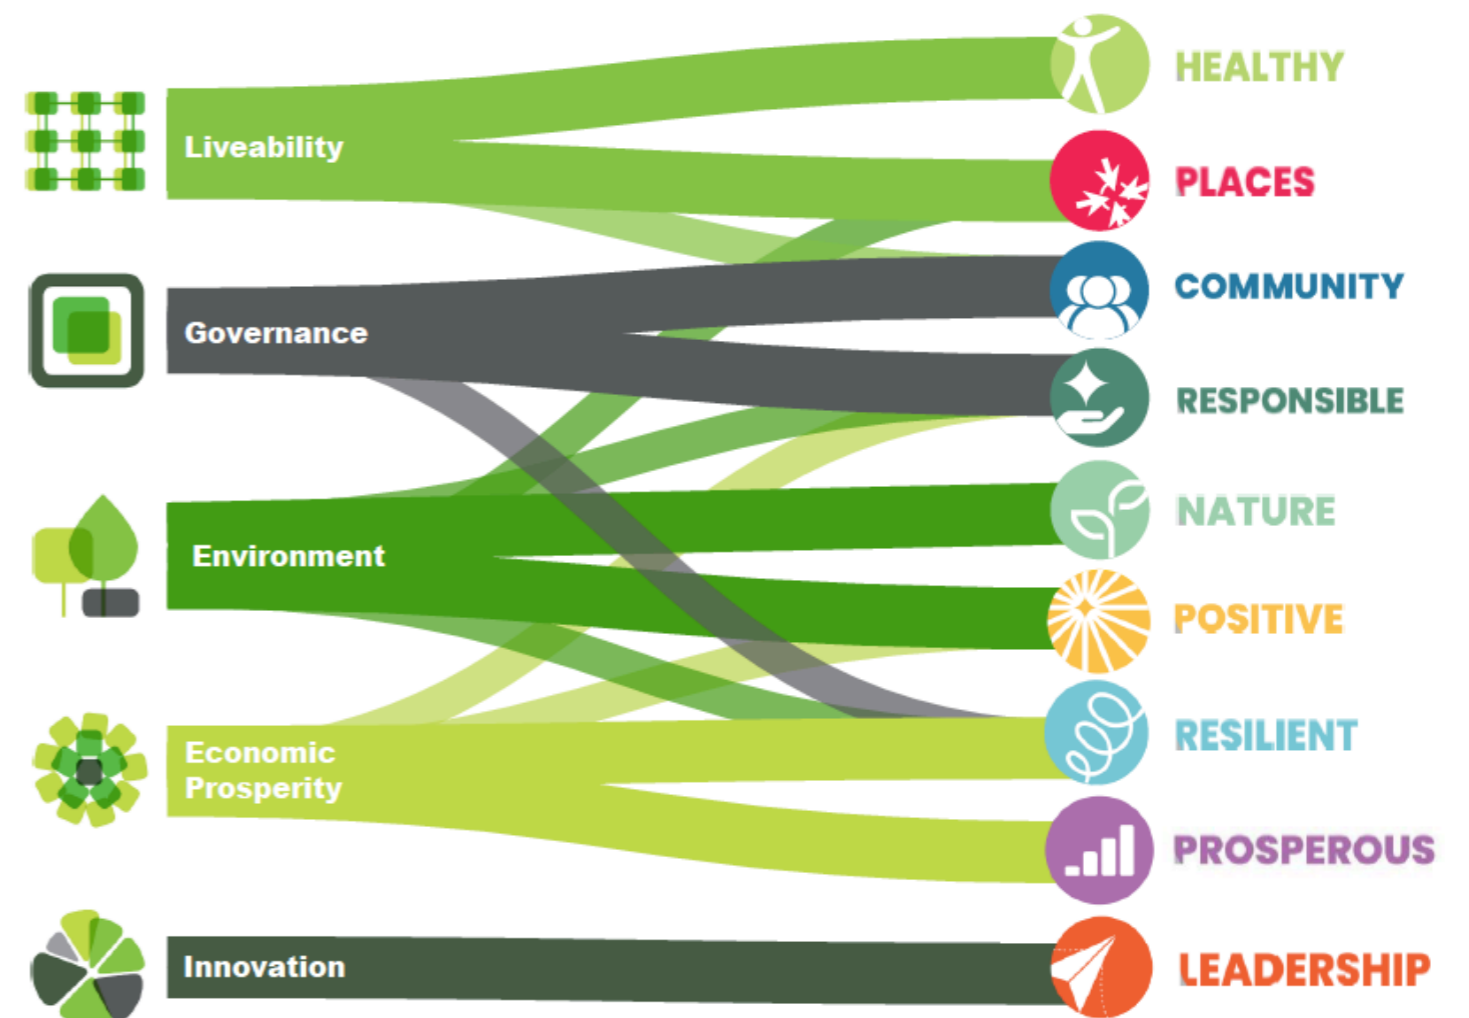 Liveability
Governance
Environment
Economic
Prosperity
Innovation
HEALTHY
PLACES
COMMUNITY
RESPONSIBLE
NATURE
POSITIVE
RESILIENT
PROSPEROUS
LEADERSHIP